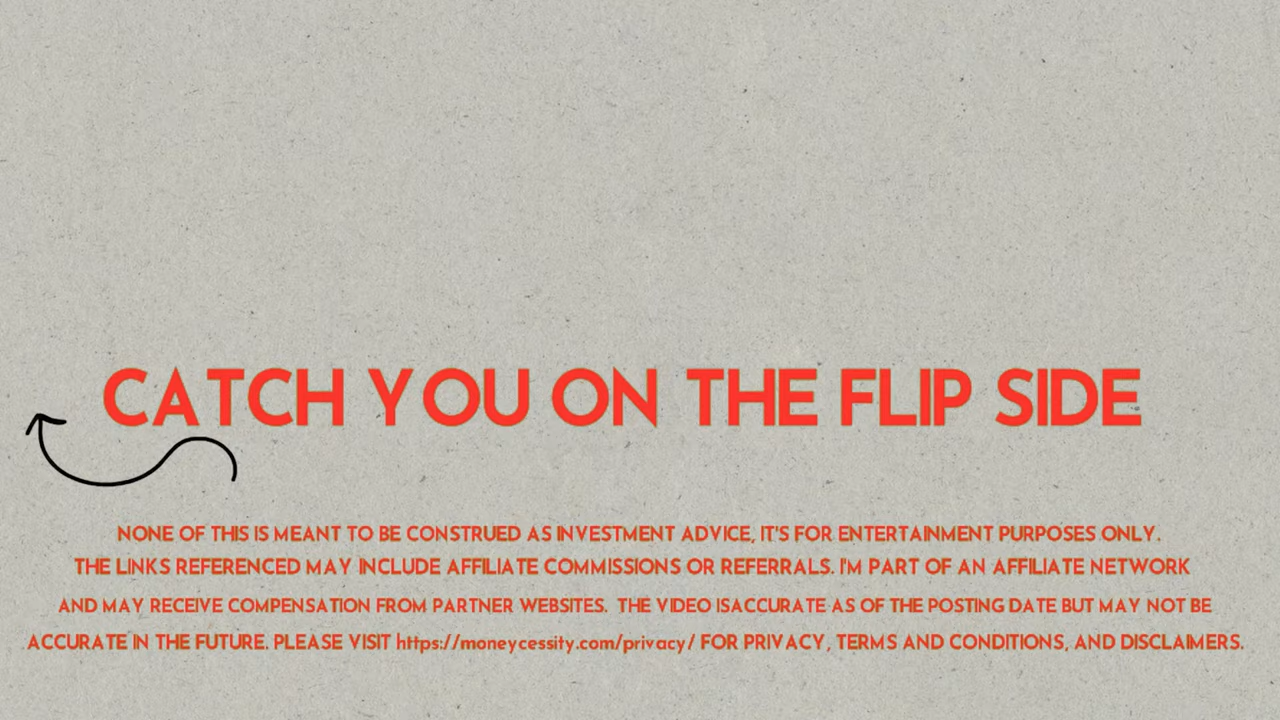 CATCH YOU ON THE FLIP SIDE
NONE OF THIS IS MEANT TO BE CONSTRUED AS INVESTMENT ADVICE, IT'S FOR ENTERTAINMENT PURPOSES ONLY.
THE LINKS REFERENCED MAY INCLUDE AFFILIATE COMMISSIONS OR REFERRALS. I'M PART OF AN AFFILIATE NETWORK
AND MAY RECEIVE COMPENSATION FROM PARTNER WEBSITES. THE VIDEO ISACCURATE AS OF THE POSTING DATE BUT MAY NOT BE
ACCURATE IN THE FUTURE. PLEASE VISIT https://moneycessity.com/privacy/ FOR PRIVACY, TERMS AND CONDITIONS, AND DISCLAIMERS.